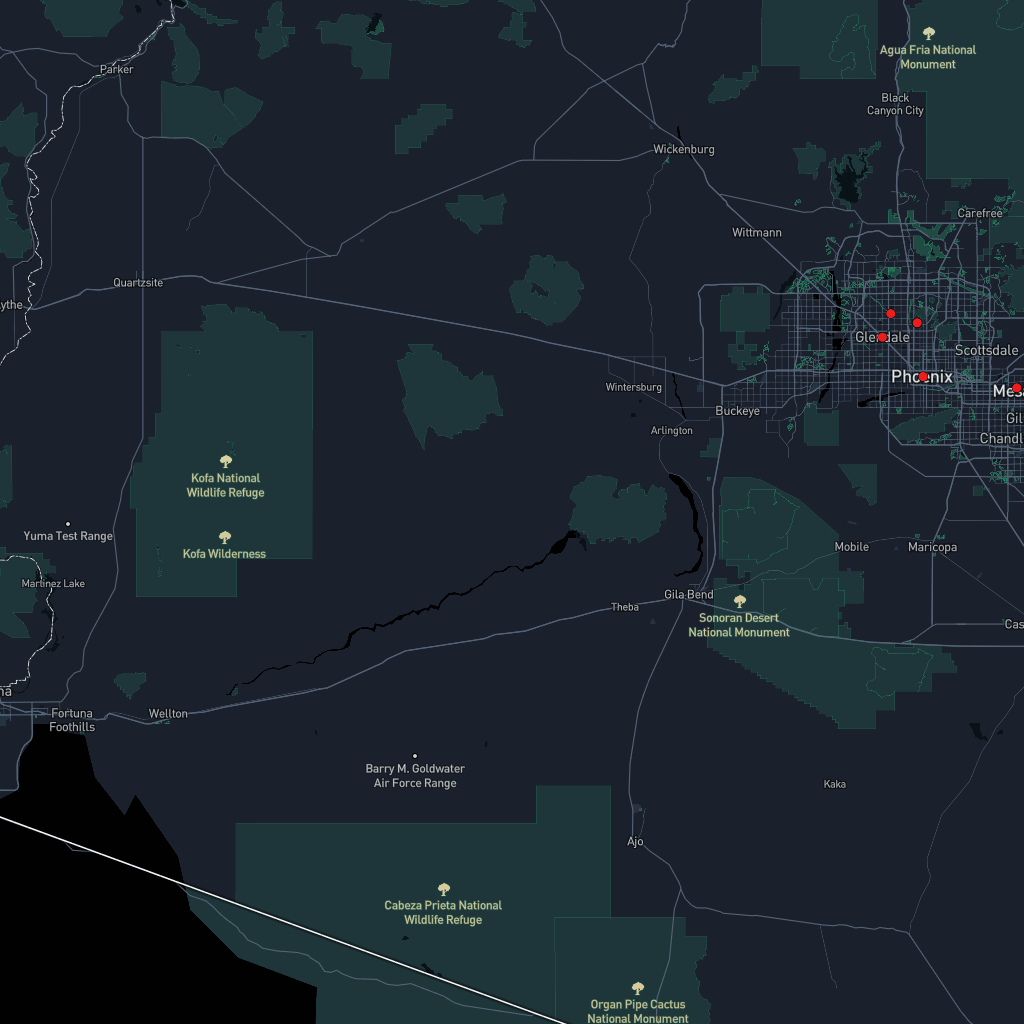 Agua Fria National
Monument
Parker
Black
Canyon City
Wickenburg
Carefree
Wittmann
Quartzsite
ythe
Glendale
Scottsdale
Phoenix
Wintersburg
Mesa
Buckeye
Gil
Arlington
Chandl
Kofa National
Wildlife Refuge
Yuma Test Range
Kofa Wilderness
Mobile
Maricopa
Martinez Lake
Gila Bend
Theba
Sonoran Desert
National Monument
Cas
na
Fortuna
Foothills
Wellton
Barry M. Goldwater
Air Force Range
Kaka
Ajo
Cabeza Prieta National
Wildlife Refuge
Organ Pipe Cactus
National Monument